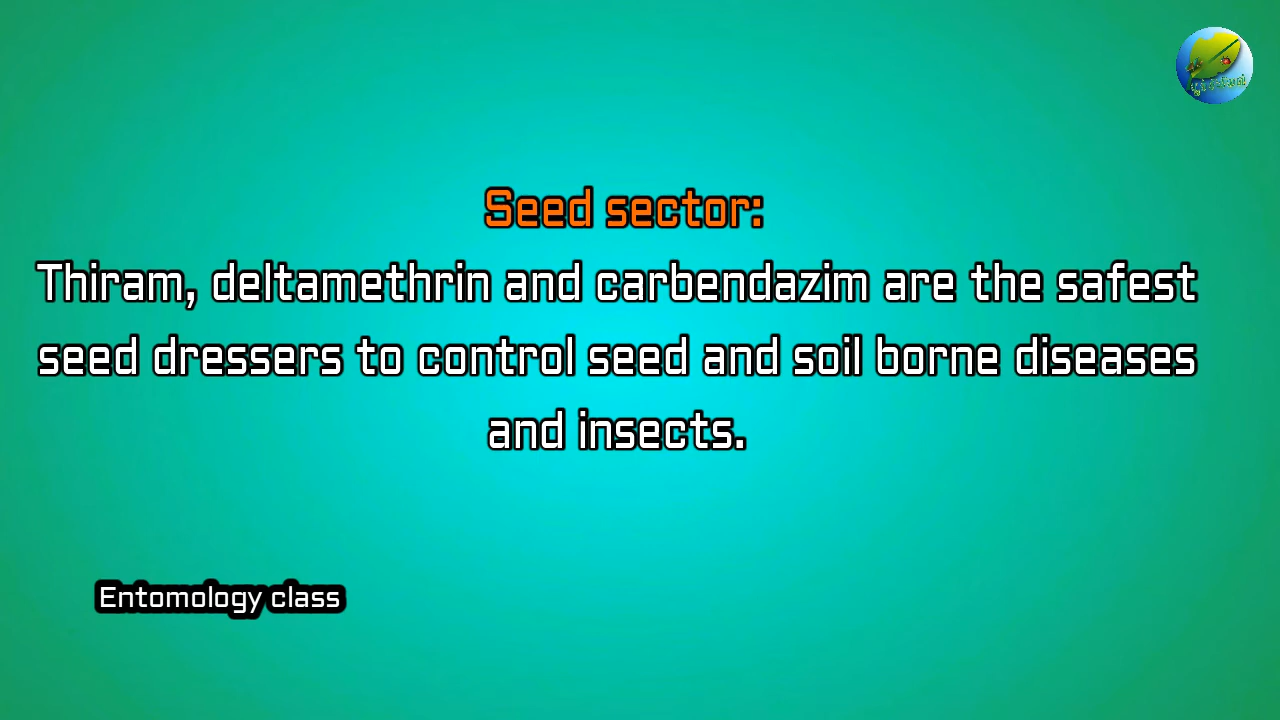 Seed sector:
Thiram, deltamethrin and carbendazim are the safest
seed dressers to control seed and soil borne diseases
and insects.
Entomology class